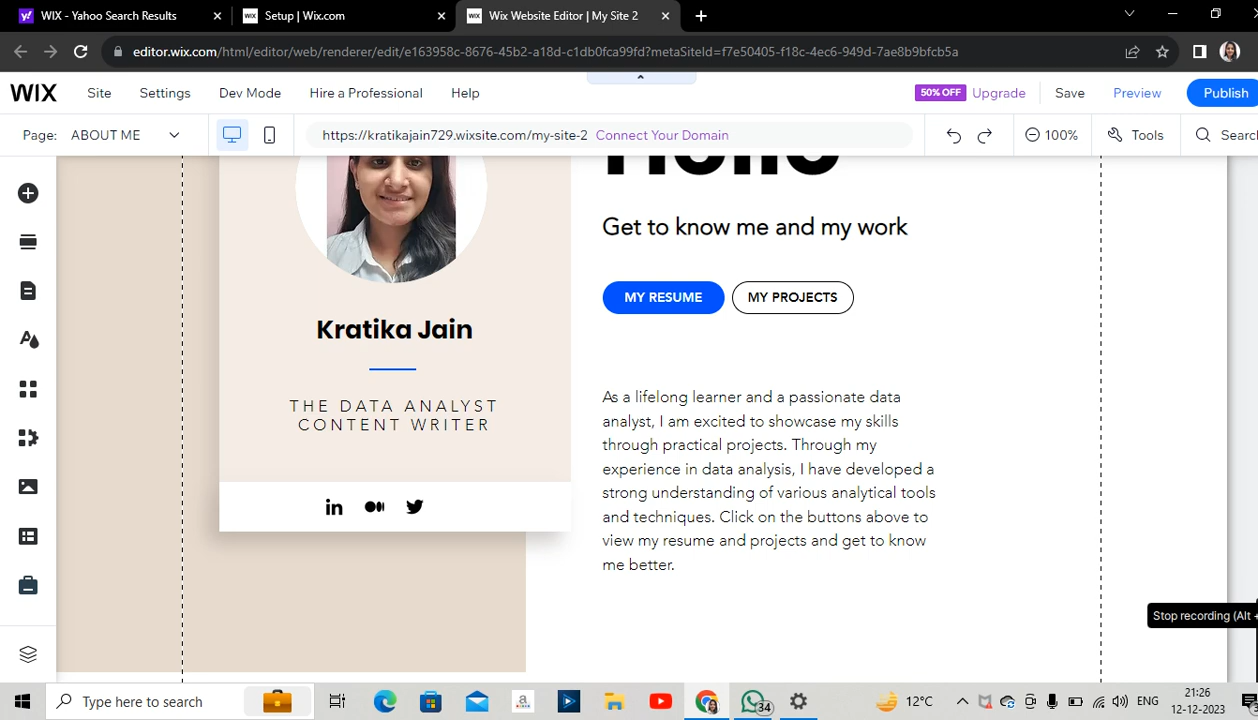 WIX - Yahoo Search Results
WIX Setup | Wix.com
WIX Wix Website Editor | My Site 2
editor.wix.com/html/editor/web/renderer/edit/e163958c-8676-45b2-a18d-c1db0fca99fd?metaSiteId=f7e50405-f18c-4ec6-949d-7ae8b9bfcb5a
WIX Site Settings Dev Mode Hire a Professional Help 50% OFF Upgrade Save Preview Publish
Page: ABOUT ME https://kratikajain729.wixsite.com/my-site-2 Connect Your Domain 100% Tools Searc
Hello
Get to know me and my work
MY RESUME MY PROJECTS
Kratika Jain
THE DATA ANALYST
CONTENT WRITER
in
As a lifelong learner and a passionate data
analyst, I am excited to showcase my skills
through practical projects. Through my
experience in data analysis, I have developed a
strong understanding of various analytical tools
and techniques. Click on the buttons above to
view my resume and projects and get to know
me better.
Stop recording (Alt +
Type here to search
a
34
12°C
ENG
21:26
12-12-2023